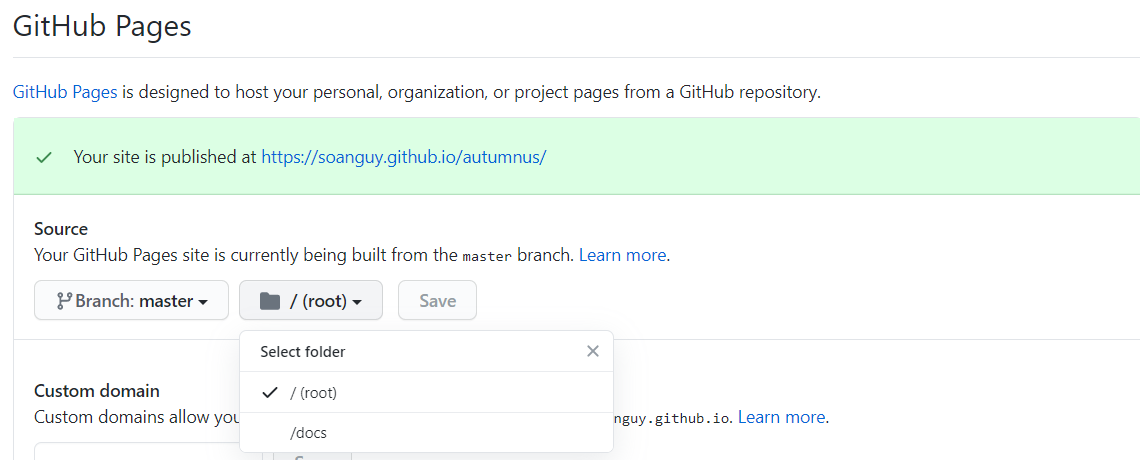 GitHub Pages
GitHub Pages is designed to host your personal, organization, or project pages from a GitHub repository.
Your site is published at https://soanguy.github.io/autumnus/
Source
Your GitHub Pages site is currently being built from the master branch. Learn more.
Branch: master / (root) Save
Select folder
/ (root)
Custom domain
Custom domains allow you nguy.github.io. Learn more.
/docs